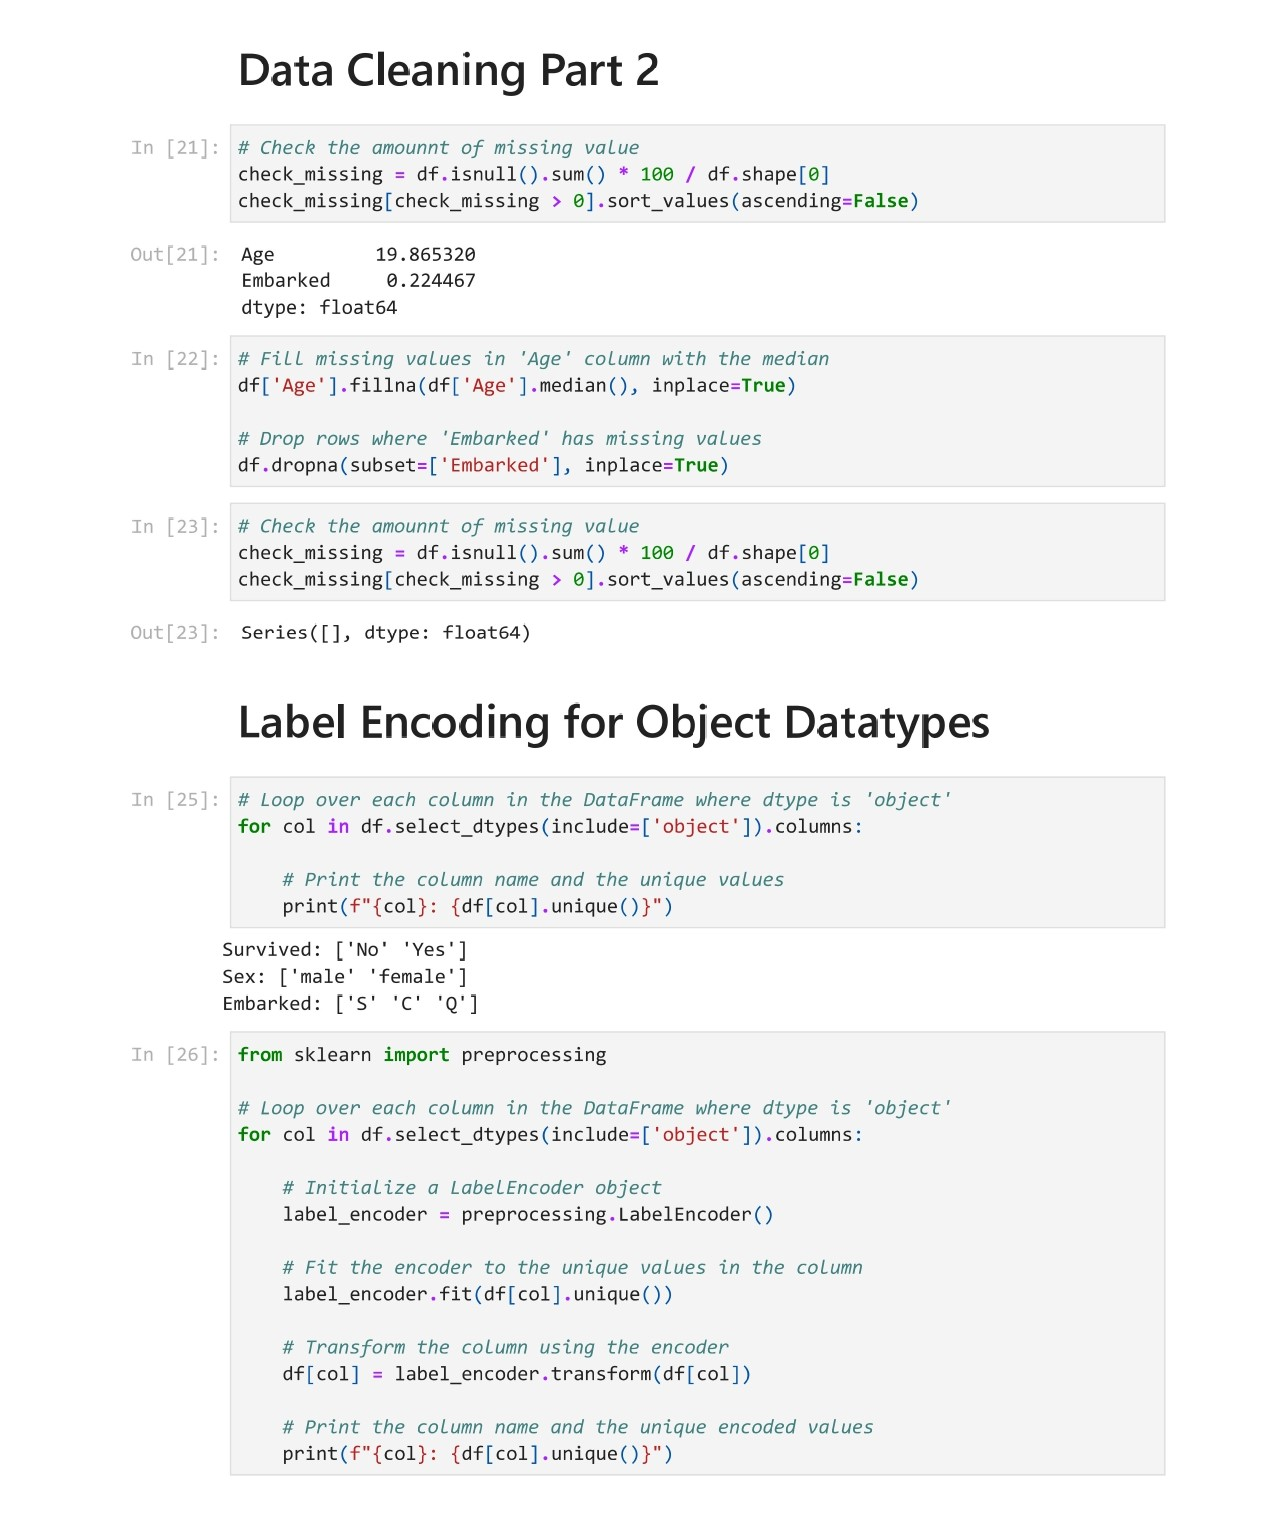 Data Cleaning Part 2
In [21]: # Check the amounnt of missing value
check_missing = df.isnull().sum() * 100 / df.shape[0]
check_missing[check_missing > 0].sort_values(ascending=False)
Out[21]: Age         19.865320
Embarked     0.224467
dtype: float64
In [22]: # Fill missing values in 'Age' column with the median
df['Age'].fillna(df['Age'].median(), inplace=True)
# Drop rows where 'Embarked' has missing values
df.dropna(subset=['Embarked'], inplace=True)
In [23]: # Check the amounnt of missing value
check_missing = df.isnull().sum() * 100 / df.shape[0]
check_missing[check_missing > 0].sort_values(ascending=False)
Out[23]: Series([], dtype: float64)
Label Encoding for Object Datatypes
In [25]: # Loop over each column in the DataFrame where dtype is 'object'
for col in df.select_dtypes(include=['object']).columns:
    # Print the column name and the unique values
    print(f"{col}: {df[col].unique()}")
Survived: ['No' 'Yes']
Sex: ['male' 'female']
Embarked: ['S' 'C' 'Q']
In [26]: from sklearn import preprocessing
# Loop over each column in the DataFrame where dtype is 'object'
for col in df.select_dtypes(include=['object']).columns:
    # Initialize a LabelEncoder object
    label_encoder = preprocessing.LabelEncoder()
    # Fit the encoder to the unique values in the column
    label_encoder.fit(df[col].unique())
    # Transform the column using the encoder
    df[col] = label_encoder.transform(df[col])
    # Print the column name and the unique encoded values
    print(f"{col}: {df[col].unique()}")